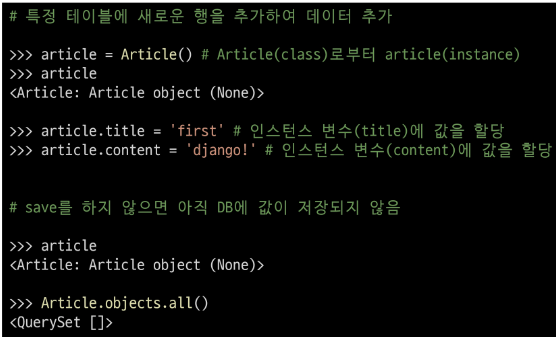 # 특정 테이블에 새로운 행을 추가하여 데이터 추가
>>> article = Article() # Article(class)로부터 article(instance)
>>> article
<Article: Article object (None)>
>>> article.title = 'first' # 인스턴스 변수(title)에 값을 할당
>>> article.content = 'django!' # 인스턴스 변수(content)에 값을 할당
# save를 하지 않으면 아직 DB에 값이 저장되지 않음
>>> article
<Article: Article object (None)>
>>> Article.objects.all()
<QuerySet []>